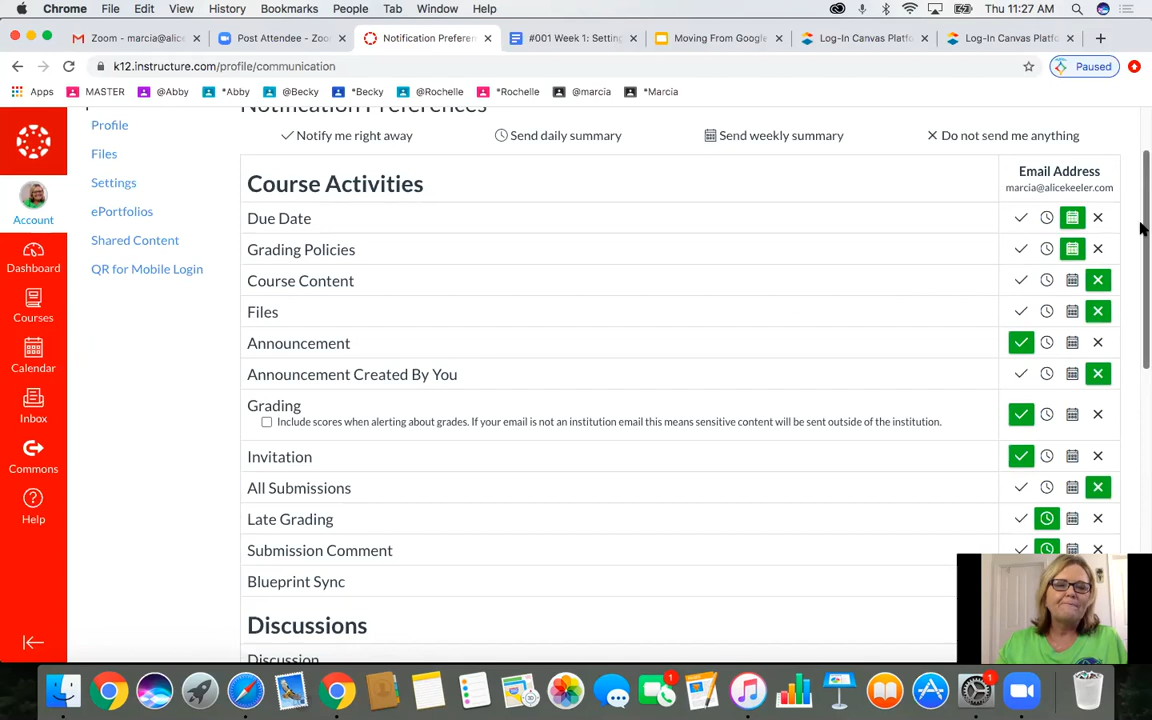 Chrome File Edit View History Bookmarks People Tab Window Help Thu 11:27 AM
Zoom - marcia@alice Post Attendee - Zoo Notification Preferen #001 Week 1: Setting Moving From Google Log-In Canvas Platfo Log-In Canvas Platfo
k12.instructure.com/profile/communication Paused
Apps MASTER @Abby *Abby @Becky *Becky @Rochelle *Rochelle @marcia *Marcia
Account
Dashboard
Courses
Calendar
Inbox
Commons
Help
Profile
Files
Settings
ePortfolios
Shared Content
QR for Mobile Login
Notification Preferences
Notify me right away Send daily summary Send weekly summary Do not send me anything
Course Activities
Email Address
marcia@alicekeeler.com
Due Date
Grading Policies
Course Content
Files
Announcement
Announcement Created By You
Grading
Include scores when alerting about grades. If your email is not an institution email this means sensitive content will be sent outside of the institution.
Invitation
All Submissions
Late Grading
Submission Comment
Blueprint Sync
Discussions
Discussion
1
1